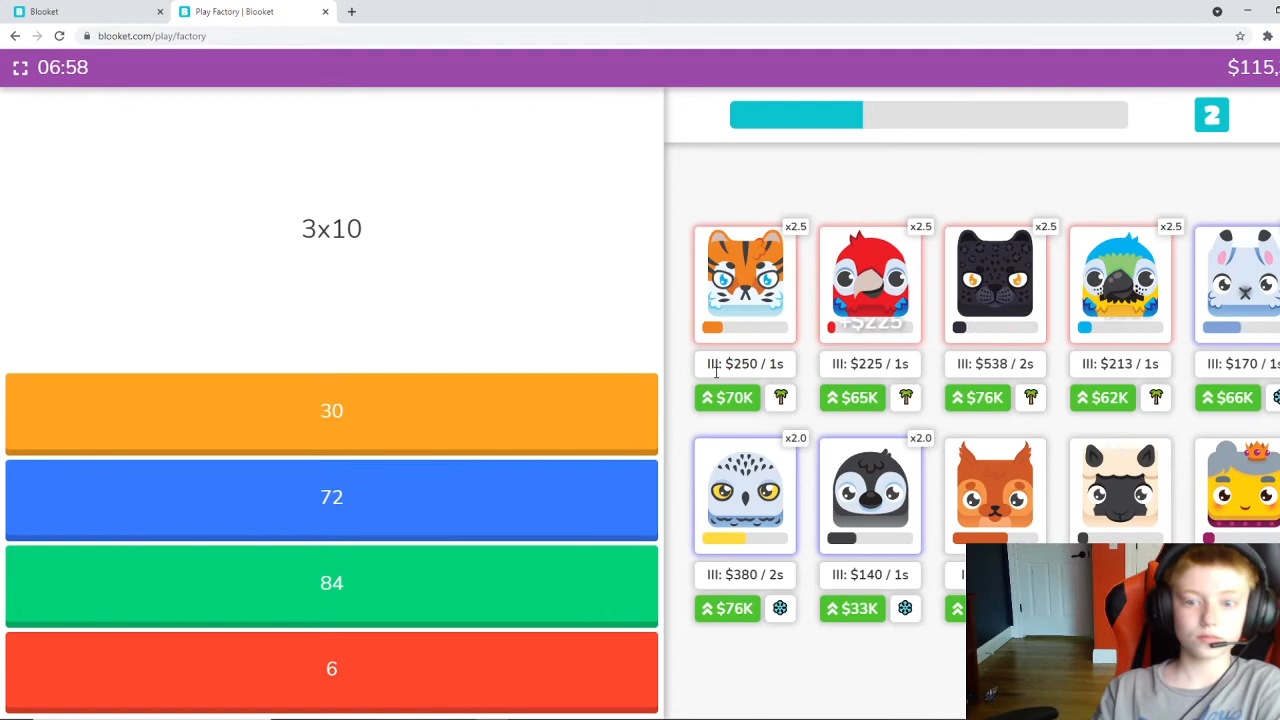 Blooket
Play Factory | Blooket
blooket.com/play/factory
06:58
$115,
2
3x10
30
72
84
6
x2.5 x2.5 x2.5 x2.5
+$225
III: $250 / 1s III: $225 / 1s III: $538 / 2s III: $213 / 1s III: $170 / 1s
$70K $65K $76K $62K $66K
x2.0 x2.0
III: $380 / 2s III: $140 / 1s
$76K $33K